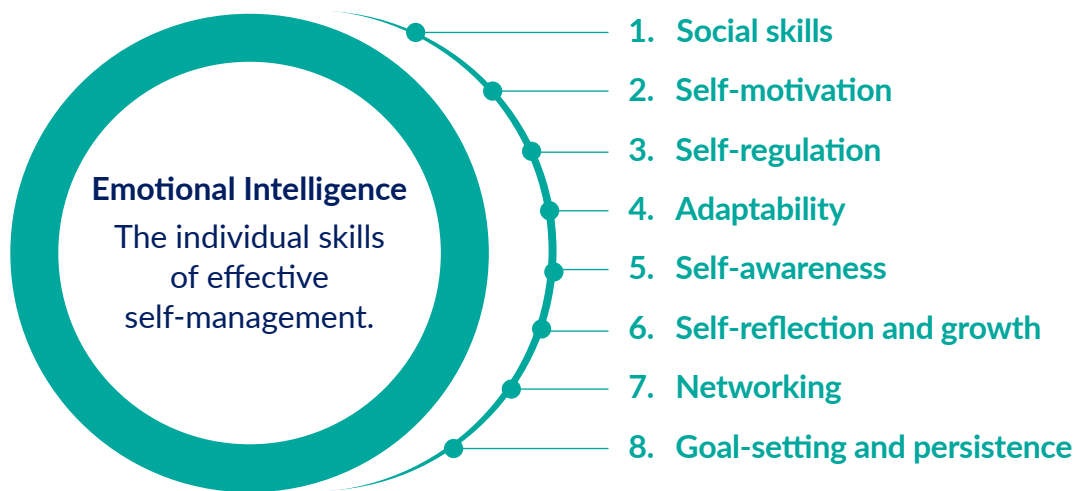 Emotional Intelligence
The individual skills
of effective
self-management.
1. Social skills
2. Self-motivation
3. Self-regulation
4. Adaptability
5. Self-awareness
6. Self-reflection and growth
7. Networking
8. Goal-setting and persistence